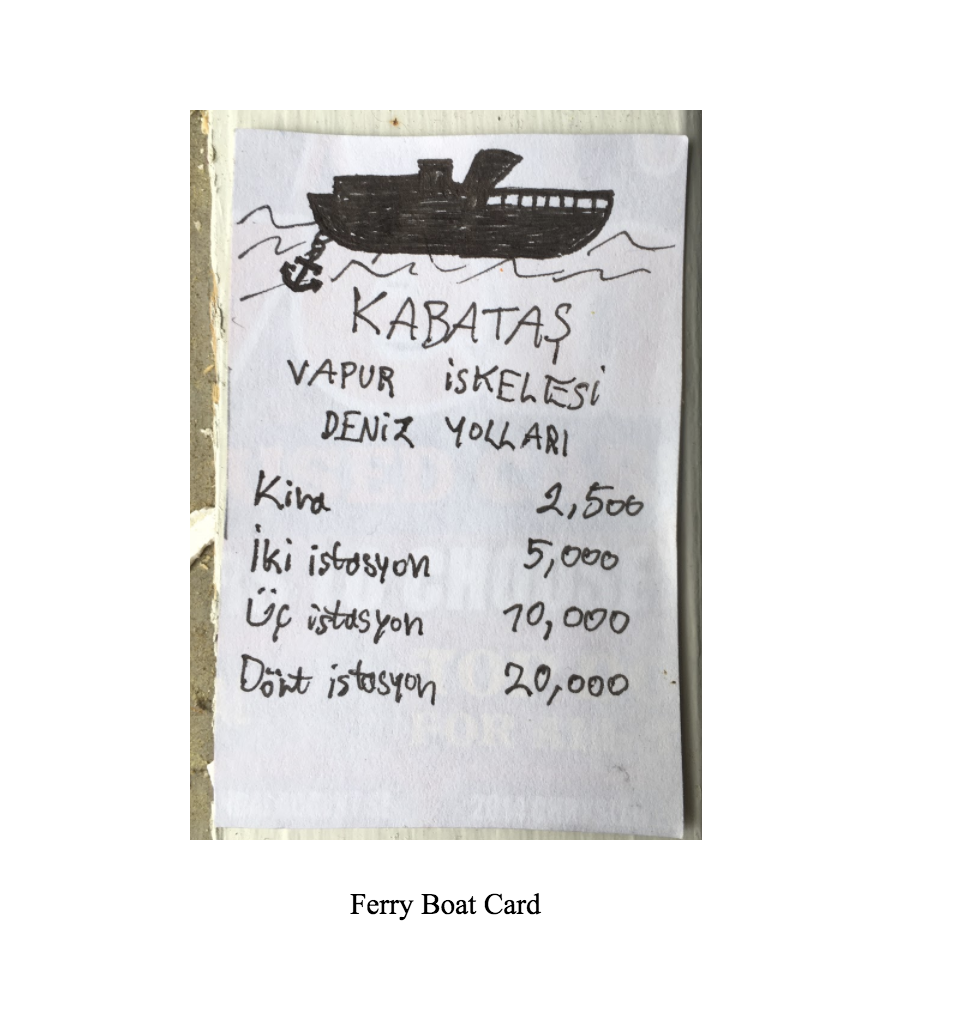 KABATAŞ
VAPUR İSKELESİ
DENİZ YOLLARI
Kira 2,500
İki istasyon 5,000
Üç istasyon 10,000
Dört istasyon 20,000
Ferry Boat Card